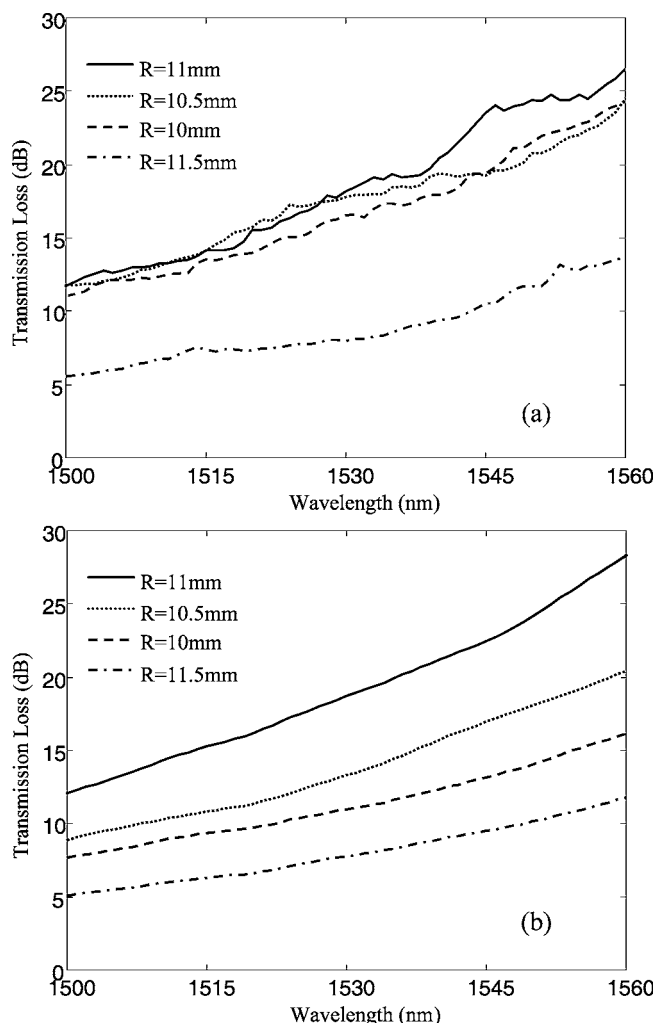 30
25
20
15
10
5
0
Transmission Loss (dB)
R=11mm
R=10.5mm
R=10mm
R=11.5mm
(a)
1500 1515 1530 1545 1560
Wavelength (nm)
30
25
20
15
10
5
0
Transmission Loss (dB)
R=11mm
R=10.5mm
R=10mm
R=11.5mm
(b)
1500 1515 1530 1545 1560
Wavelength (nm)